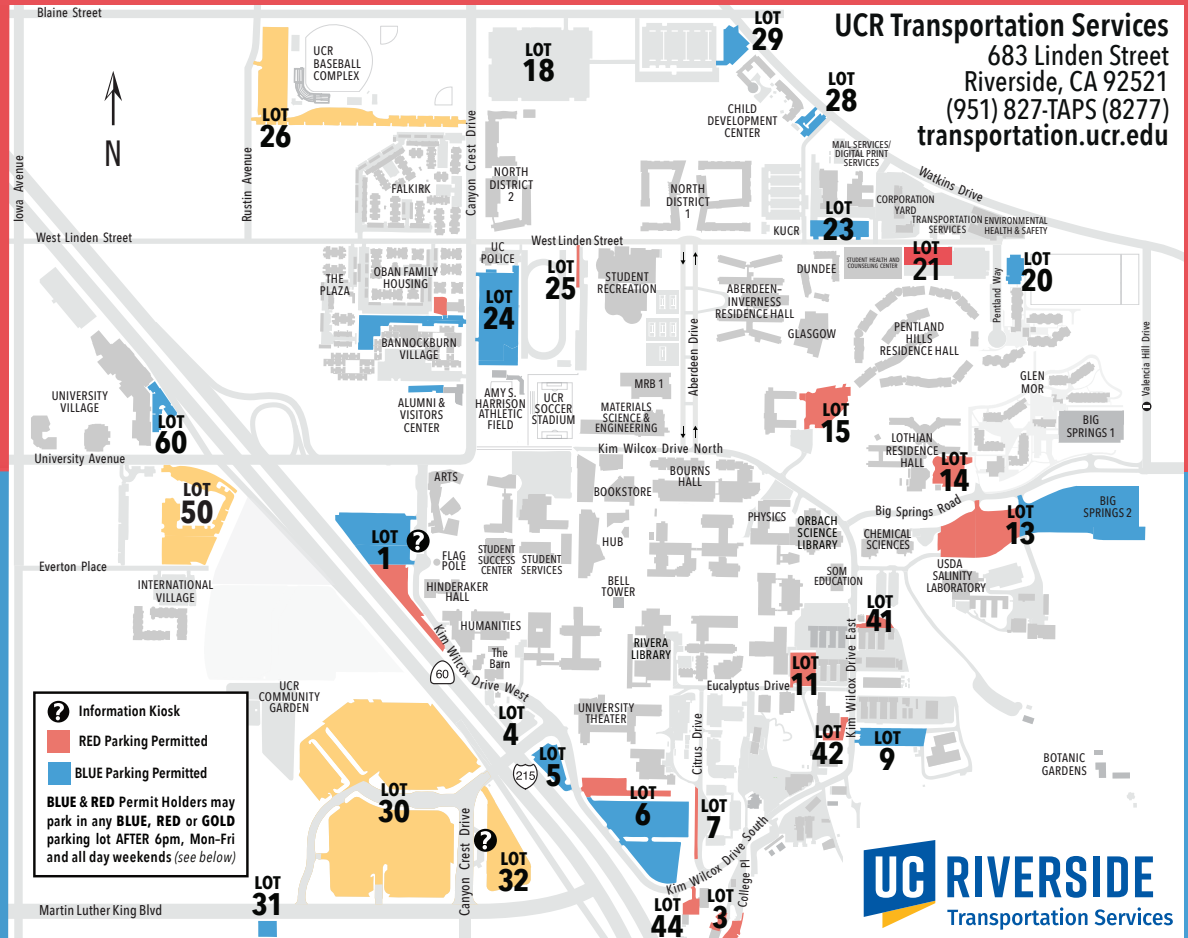 Blaine Street
UCR Transportation Services
683 Linden Street
Riverside, CA 92521
(951) 827-TAPS (8277)
transportation.ucr.edu
LOT
29
UCR
BASEBALL
COMPLEX
LOT
18
LOT
28
CHILD
DEVELOPMENT
CENTER
LOT
26
N
Iowa Avenue
Rustin Avenue
Canyon Crest Drive
MAIL SERVICES/
DIGITAL PRINT
SERVICES
Watkins Drive
FALKIRK
NORTH
DISTRICT
2
NORTH
DISTRICT
1
CORPORATION
YARD
TRANSPORTATION
SERVICES
ENVIRONMENTAL
HEALTH & SAFETY
LOT
23
KUCR
West Linden Street
West Linden Street
UC
POLICE
LOT
25
LOT
24
STUDENT
RECREATION
THE
PLAZA
OBAN FAMILY
HOUSING
BANNOCKBURN
VILLAGE
ABERDEEN-
INVERNESS
RESIDENCE HALL
DUNDEE
STUDENT HEALTH AND
COUNSELING CENTER
LOT
21
LOT
20
Pentland Way
GLASGOW
PENTLAND
HILLS
RESIDENCE HALL
Aberdeen Drive
Valencia Hill Drive
UNIVERSITY
VILLAGE
LOT
60
ALUMNI &
VISITORS
CENTER
AMY S.
HARRISON
ATHLETIC
FIELD
UCR
SOCCER
STADIUM
MRB 1
MATERIALS
SCIENCE &
ENGINEERING
LOT
15
GLEN
MOR
BIG
SPRINGS 1
LOTHIAN
RESIDENCE
HALL
LOT
14
University Avenue
Kim Wilcox Drive North
LOT
50
ARTS
BOOKSTORE
BOURNS
HALL
PHYSICS
ORBACH
SCIENCE
LIBRARY
Big Springs Road
LOT
13
BIG
SPRINGS 2
CHEMICAL
SCIENCES
LOT
1
?
FLAG
POLE
STUDENT
SUCCESS
CENTER
STUDENT
SERVICES
HUB
USDA
SALINITY
LABORATORY
Everton Place
INTERNATIONAL
VILLAGE
HINDERAKER
HALL
BELL
TOWER
SOM
EDUCATION
LOT
41
HUMANITIES
Kim Wilcox Drive West
60
The
Barn
RIVERA
LIBRARY
Kim Wilcox Drive East
LOT
11
Eucalyptus Drive
UCR
COMMUNITY
GARDEN
LOT
4
UNIVERSITY
THEATER
Citrus Drive
LOT
42
LOT
9
BOTANIC
GARDENS
? Information Kiosk
RED Parking Permitted
BLUE Parking Permitted
BLUE & RED Permit Holders may
park in any BLUE, RED or GOLD
parking lot AFTER 6pm, Mon–Fri
and all day weekends (see below)
215
LOT
5
LOT
30
LOT
6
LOT
7
Canyon Crest Drive
?
LOT
32
Kim Wilcox Drive South
College Pl
LOT
31
Martin Luther King Blvd
LOT
44
LOT
3
UC RIVERSIDE
Transportation Services